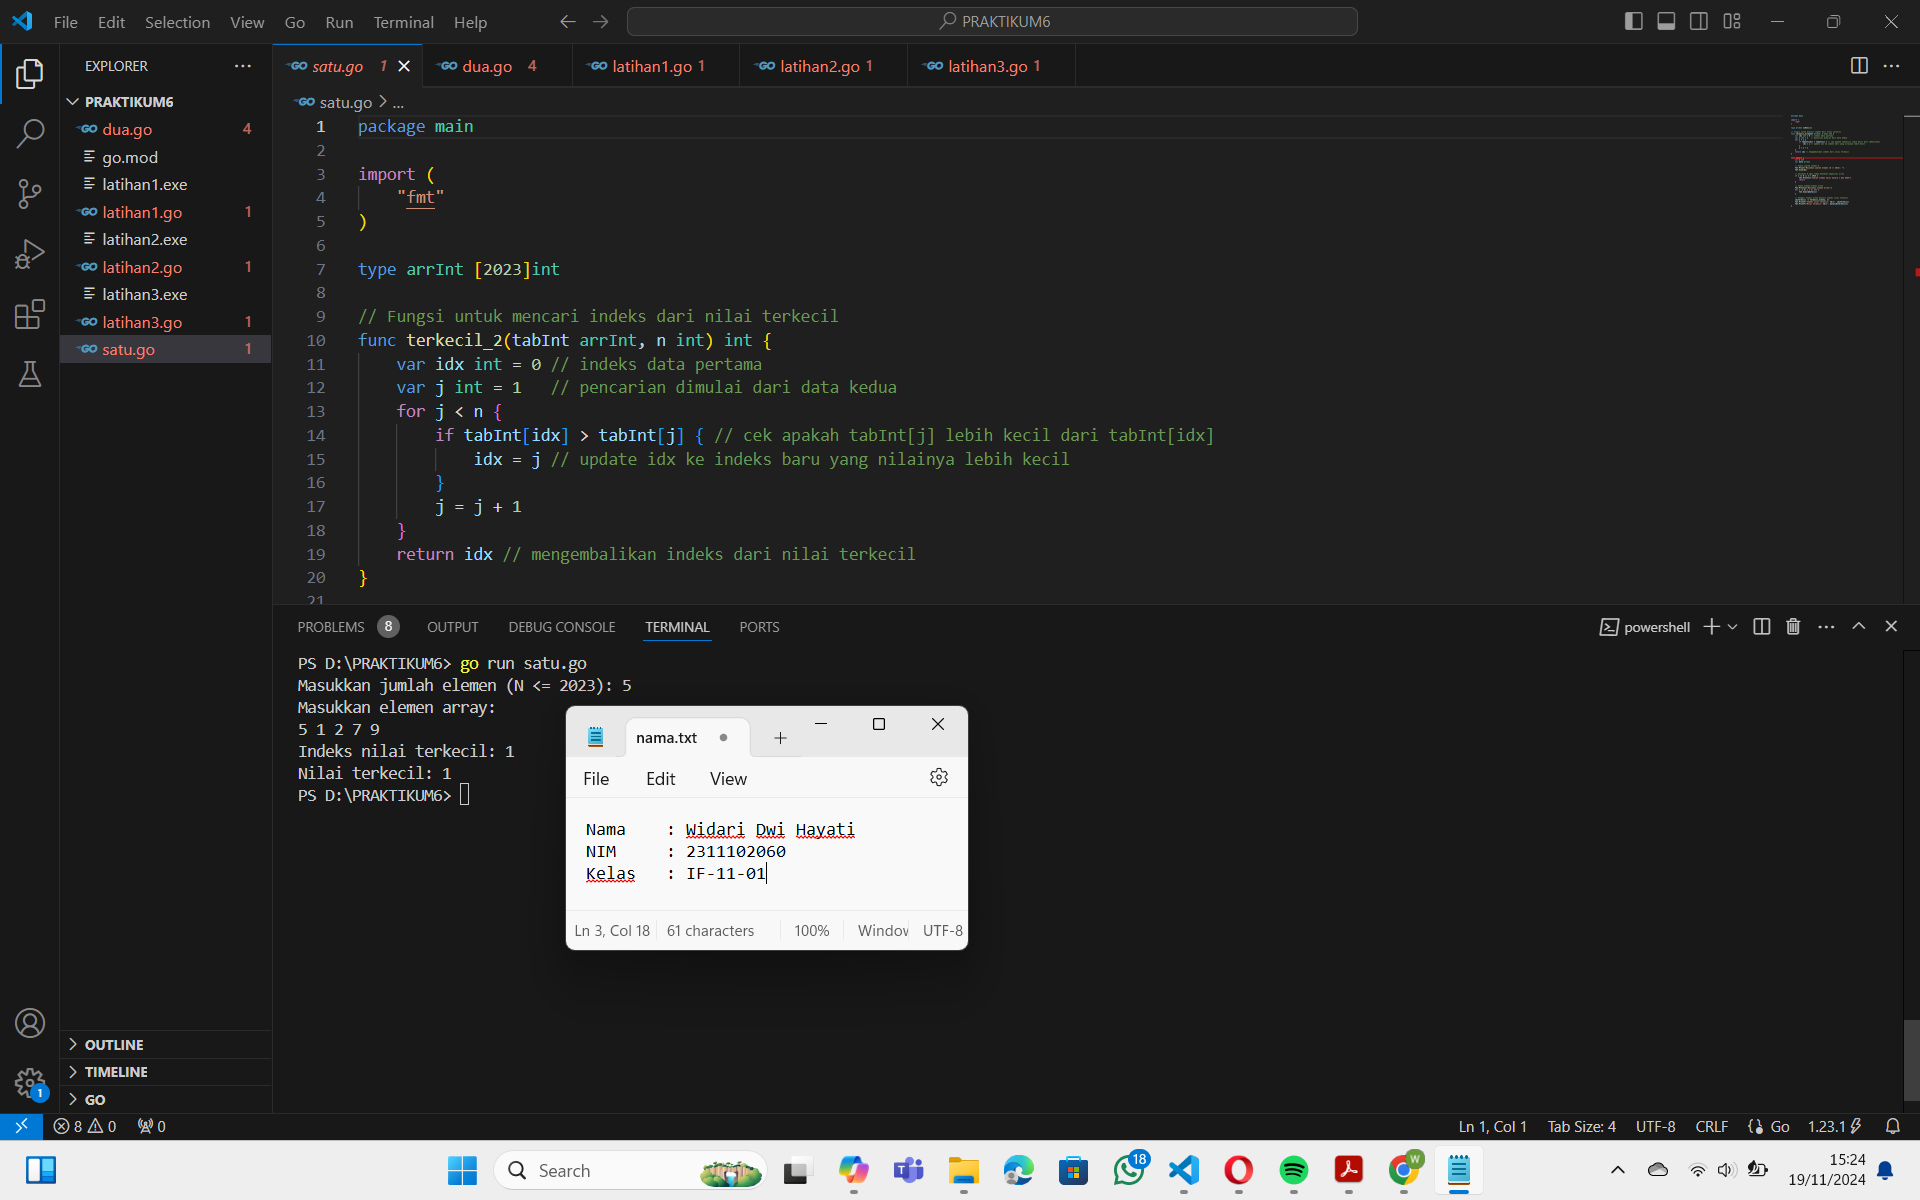 File Edit Selection View Go Run Terminal Help
PRAKTIKUM6
EXPLORER
PRAKTIKUM6
dua.go 4
go.mod
latihan1.exe
latihan1.go 1
latihan2.exe
latihan2.go 1
latihan3.exe
latihan3.go 1
satu.go 1
OUTLINE
TIMELINE
GO
satu.go 1 dua.go 4 latihan1.go 1 latihan2.go 1 latihan3.go 1
satu.go > ...
1 package main
2
3 import (
4 "fmt"
5 )
6
7 type arrInt [2023]int
8
9 // Fungsi untuk mencari indeks dari nilai terkecil
10 func terkecil_2(tabInt arrInt, n int) int {
11 var idx int = 0 // indeks data pertama
12 var j int = 1 // pencarian dimulai dari data kedua
13 for j < n {
14 if tabInt[idx] > tabInt[j] { // cek apakah tabInt[j] lebih kecil dari tabInt[idx]
15 idx = j // update idx ke indeks baru yang nilainya lebih kecil
16 }
17 j = j + 1
18 }
19 return idx // mengembalikan indeks dari nilai terkecil
20 }
21
PROBLEMS 8 OUTPUT DEBUG CONSOLE TERMINAL PORTS
powershell
PS D:\PRAKTIKUM6> go run satu.go
Masukkan jumlah elemen (N <= 2023): 5
Masukkan elemen array:
5 1 2 7 9
Indeks nilai terkecil: 1
Nilai terkecil: 1
PS D:\PRAKTIKUM6>
nama.txt
File Edit View
Nama : Widari Dwi Hayati
NIM : 2311102060
Kelas : IF-11-01
Ln 3, Col 18 61 characters 100% Window UTF-8
1
8 0 0
Ln 1, Col 1 Tab Size: 4 UTF-8 CRLF Go 1.23.1
Search
18
W
15:24
19/11/2024